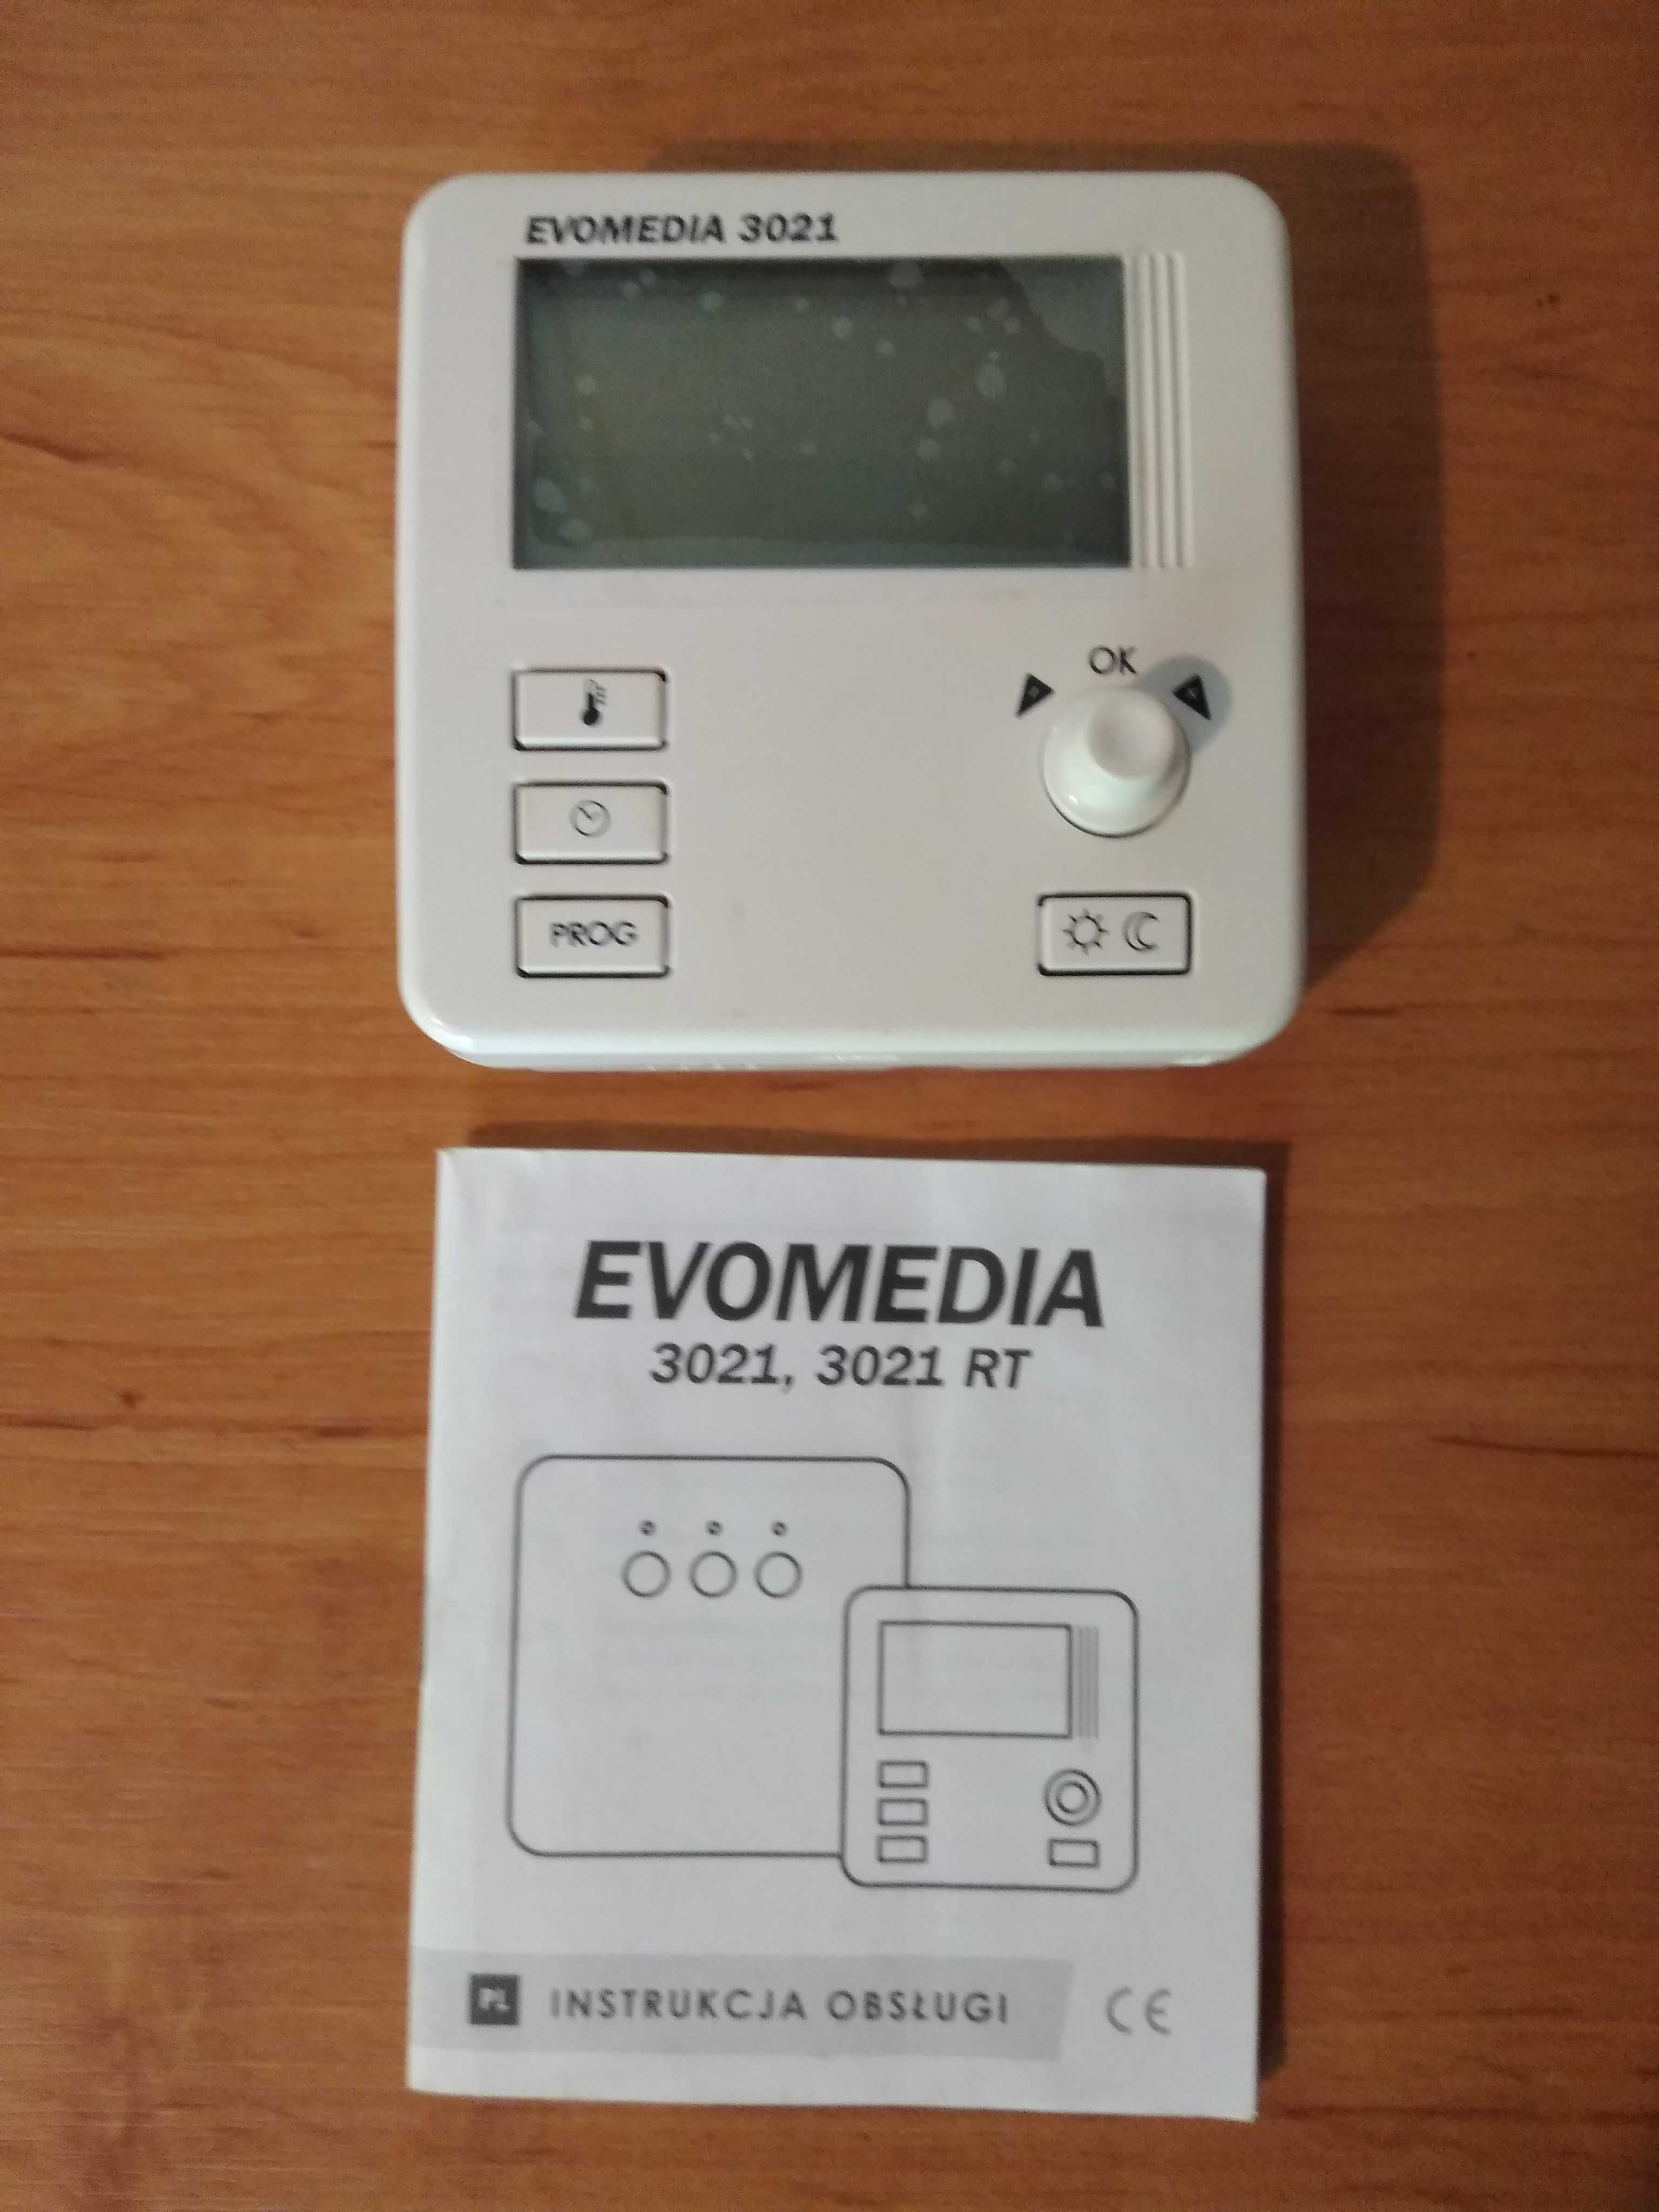 EVOMEDIA 3021
OK
PROG
EVOMEDIA
3021, 3021 RT
PL INSTRUKCJA OBSŁUGI CE